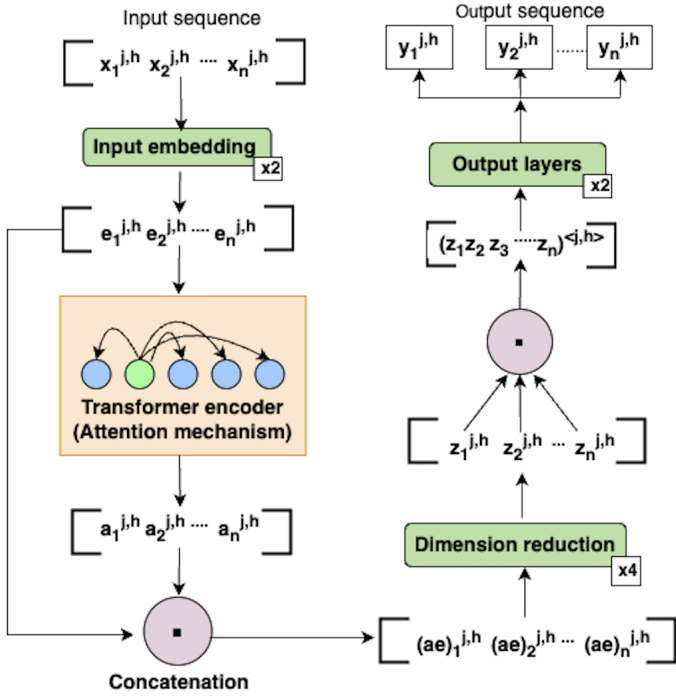 Input sequence
x₁ʲ,ʰ x₂ʲ,ʰ .... xₙʲ,ʰ
Input embedding
x2
e₁ʲ,ʰ e₂ʲ,ʰ .... eₙʲ,ʰ
Transformer encoder
(Attention mechanism)
a₁ʲ,ʰ a₂ʲ,ʰ .... aₙʲ,ʰ
Concatenation
(ae)₁ʲ,ʰ (ae)₂ʲ,ʰ ... (ae)ₙʲ,ʰ
Dimension reduction
x4
z₁ʲ,ʰ z₂ʲ,ʰ ... zₙʲ,ʰ
(z₁z₂ z₃ ..... zₙ)^<j,h>
Output layers
x2
y₁ʲ,ʰ y₂ʲ,ʰ ...... yₙʲ,ʰ
Output sequence